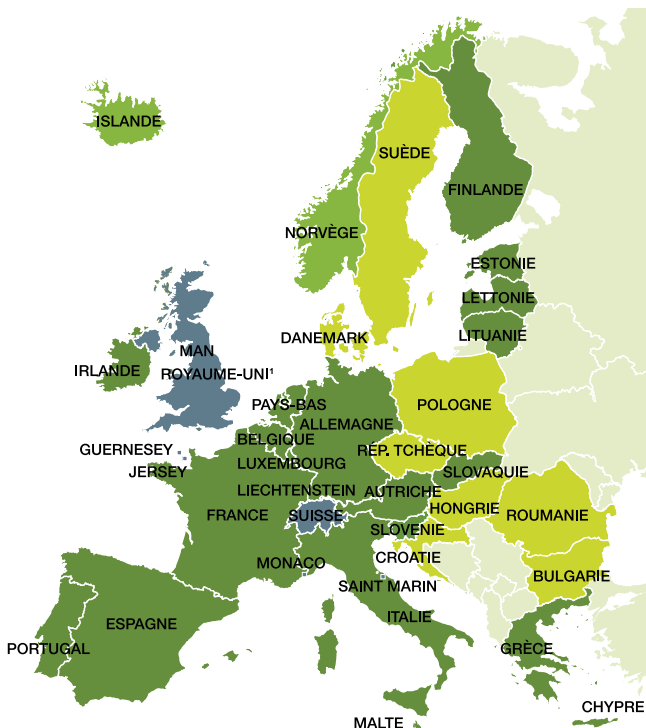 ISLANDE
SUÈDE
FINLANDE
NORVÈGE
ESTONIE
LETTONIE
DANEMARK
LITUANIE
MAN
IRLANDE
ROYAUME-UNI¹
PAYS-BAS
POLOGNE
ALLEMAGNE
BELGIQUE
GUERNESEY
RÉP. TCHÈQUE
LUXEMBOURG
JERSEY
SLOVAQUIE
LIECHTENSTEIN
AUTRICHE
HONGRIE
FRANCE
SUISSE
ROUMANIE
SLOVENIE
CROATIE
MONACO
BULGARIE
SAINT MARIN
ITALIE
ESPAGNE
PORTUGAL
GRÈCE
CHYPRE
MALTE